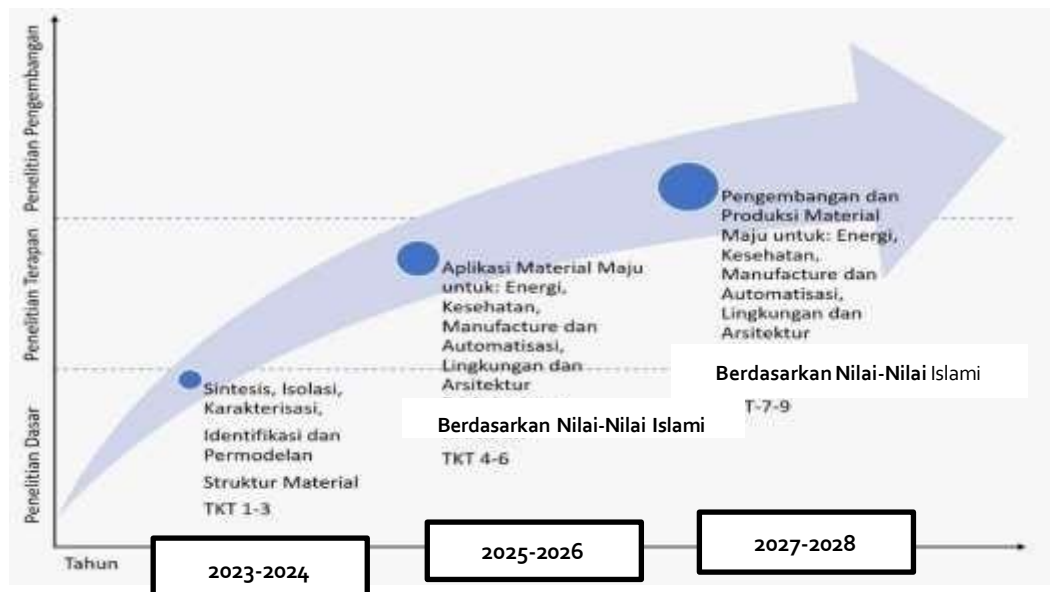 Penelitian Pengembangan
Penelitian Terapan
Penelitian Dasar
Pengembangan dan
Produksi Material
Maju untuk: Energi,
Kesehatan,
Manufacture dan
Automatisasi,
Lingkungan dan
Arsitektur
Berdasarkan Nilai-Nilai Islami
T-7-9
Aplikasi Material Maju
untuk: Energi,
Kesehatan,
Manufacture dan
Automatisasi,
Lingkungan dan
Arsitektur
Berdasarkan Nilai-Nilai Islami
TKT 4-6
Sintesis, Isolasi,
Karakterisasi,
Identifikasi dan
Permodelan
Struktur Material
TKT 1-3
Tahun
2023-2024
2025-2026
2027-2028